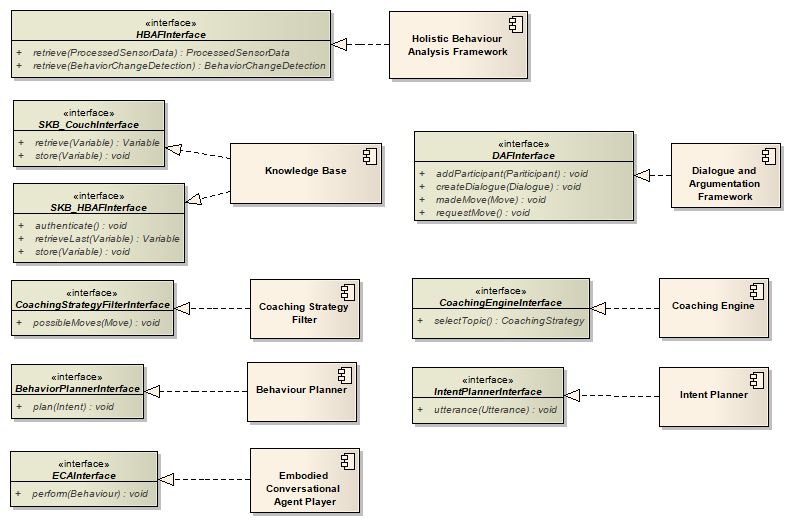 «interface»
HBAFInterface
+ retrieve(ProcessedSensorData) : ProcessedSensorData
+ retrieve(BehaviorChangeDetection) : BehaviorChangeDetection
Holistic Behaviour
Analysis Framework
«interface»
SKB_CouchInterface
+ retrieve(Variable) : Variable
+ store(Variable) : void
Knowledge Base
«interface»
SKB_HBAFInterface
+ authenticate() : void
+ retrieveLast(Variable) : Variable
+ store(Variable) : void
«interface»
DAFInterface
+ addParticipant(Pariticipant) : void
+ createDialogue(Dialogue) : void
+ madeMove(Move) : void
+ requestMove() : void
Dialogue and
Argumentation
Framework
«interface»
CoachingStrategyFilterInterface
+ possibleMoves(Move) : void
Coaching Strategy
Filter
«interface»
CoachingEngineInterface
+ selectTopic() : CoachingStrategy
Coaching Engine
«interface»
BehaviorPlannerInterface
+ plan(Intent) : void
Behaviour Planner
«interface»
IntentPlannerInterface
+ utterance(Utterance) : void
Intent Planner
«interface»
ECAInterface
+ perform(Behaviour) : void
Embodied
Conversational
Agent Player